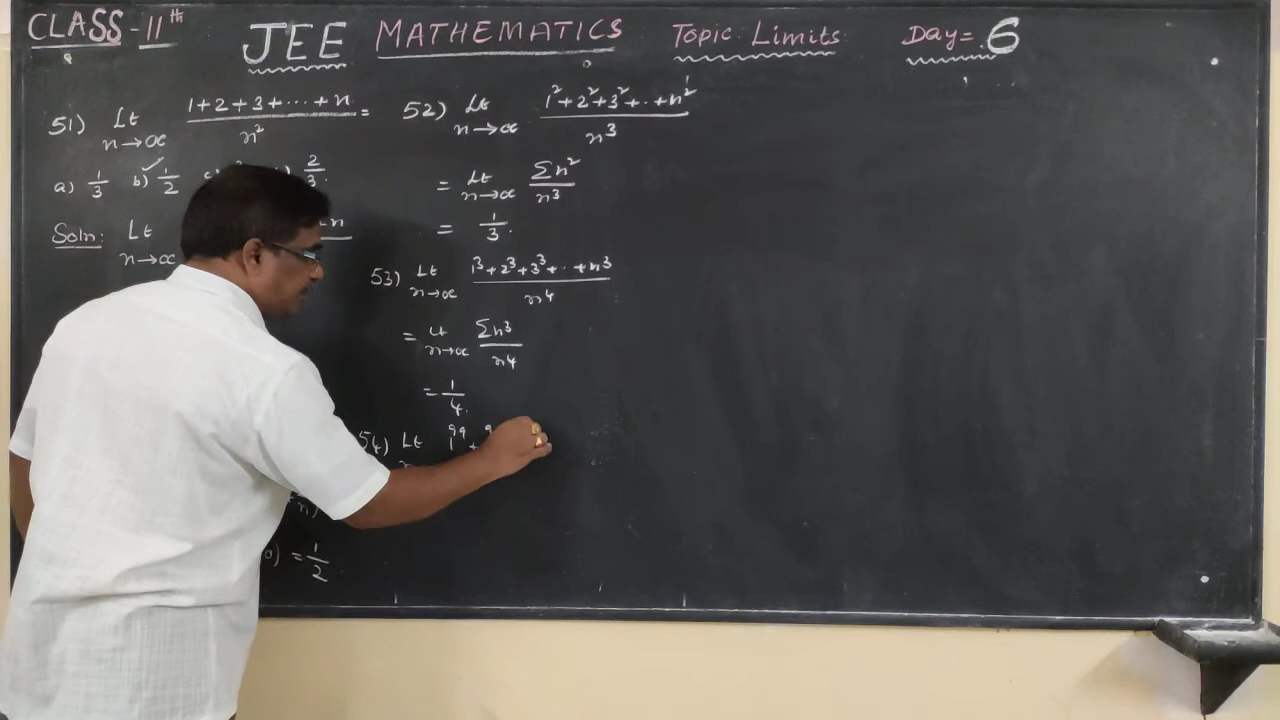 CLASS-11th JEE MATHEMATICS Topic Limits Day= 6
51) Lt n→∝ 1+2+3+...+n / n² =
a) 1/3 b) 1/2 c) 2/3.
Soln: Lt n→∝ n
) = 1/2
52) Lt n→∝ 1²+2²+3²+..+n² / n³
= Lt n→∝ Σn² / n³
= 1/3.
53) Lt n→∝ 1³+2³+3³+..+n³ / n⁴
= Lt n→∝ Σn³ / n⁴
= 1/4.
54) Lt 1⁹⁹ +